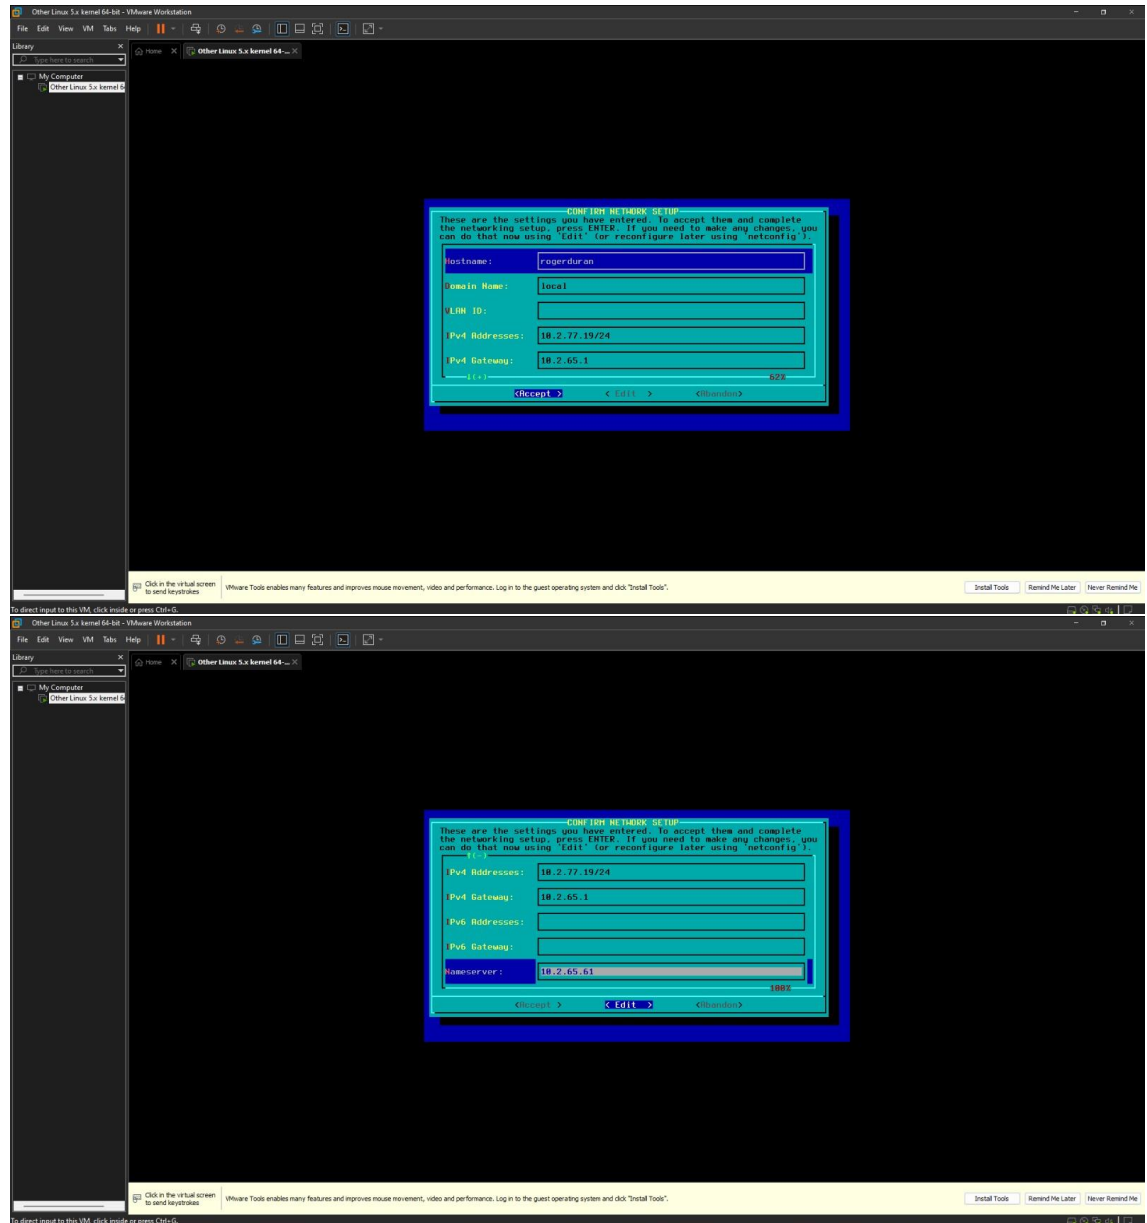 Other Linux 5.x kernel 64-bit - VMware Workstation
File Edit View VM Tabs Help
Library
Home
Other Linux 5.x kernel 64-...
Type here to search
My Computer
Other Linux 5.x kernel 6
CONFIRM NETWORK SETUP
These are the settings you have entered. To accept them and complete
the networking setup, press ENTER. If you need to make any changes, you
can do that now using 'Edit' (or reconfigure later using 'netconfig').
Hostname: rogerduran
Domain Name: local
VLAN ID:
IPv4 Addresses: 10.2.77.19/24
IPv4 Gateway: 10.2.65.1
↓(+) 62%
<Accept > < Edit > <Abandon>
Click in the virtual screen
to send keystrokes
VMware Tools enables many features and improves mouse movement, video and performance. Log in to the guest operating system and click "Install Tools".
Install Tools Remind Me Later Never Remind Me
To direct input to this VM, click inside or press Ctrl+G.
Other Linux 5.x kernel 64-bit - VMware Workstation
File Edit View VM Tabs Help
Library
Home
Other Linux 5.x kernel 64-...
Type here to search
My Computer
Other Linux 5.x kernel 6
CONFIRM NETWORK SETUP
These are the settings you have entered. To accept them and complete
the networking setup, press ENTER. If you need to make any changes, you
can do that now using 'Edit' (or reconfigure later using 'netconfig').
↑(-)
IPv4 Addresses: 10.2.77.19/24
IPv4 Gateway: 10.2.65.1
IPv6 Addresses:
IPv6 Gateway:
Nameserver: 10.2.65.61
100%
<Accept > < Edit > <Abandon>
Click in the virtual screen
to send keystrokes
VMware Tools enables many features and improves mouse movement, video and performance. Log in to the guest operating system and click "Install Tools".
Install Tools Remind Me Later Never Remind Me
To direct input to this VM, click inside or press Ctrl+G.